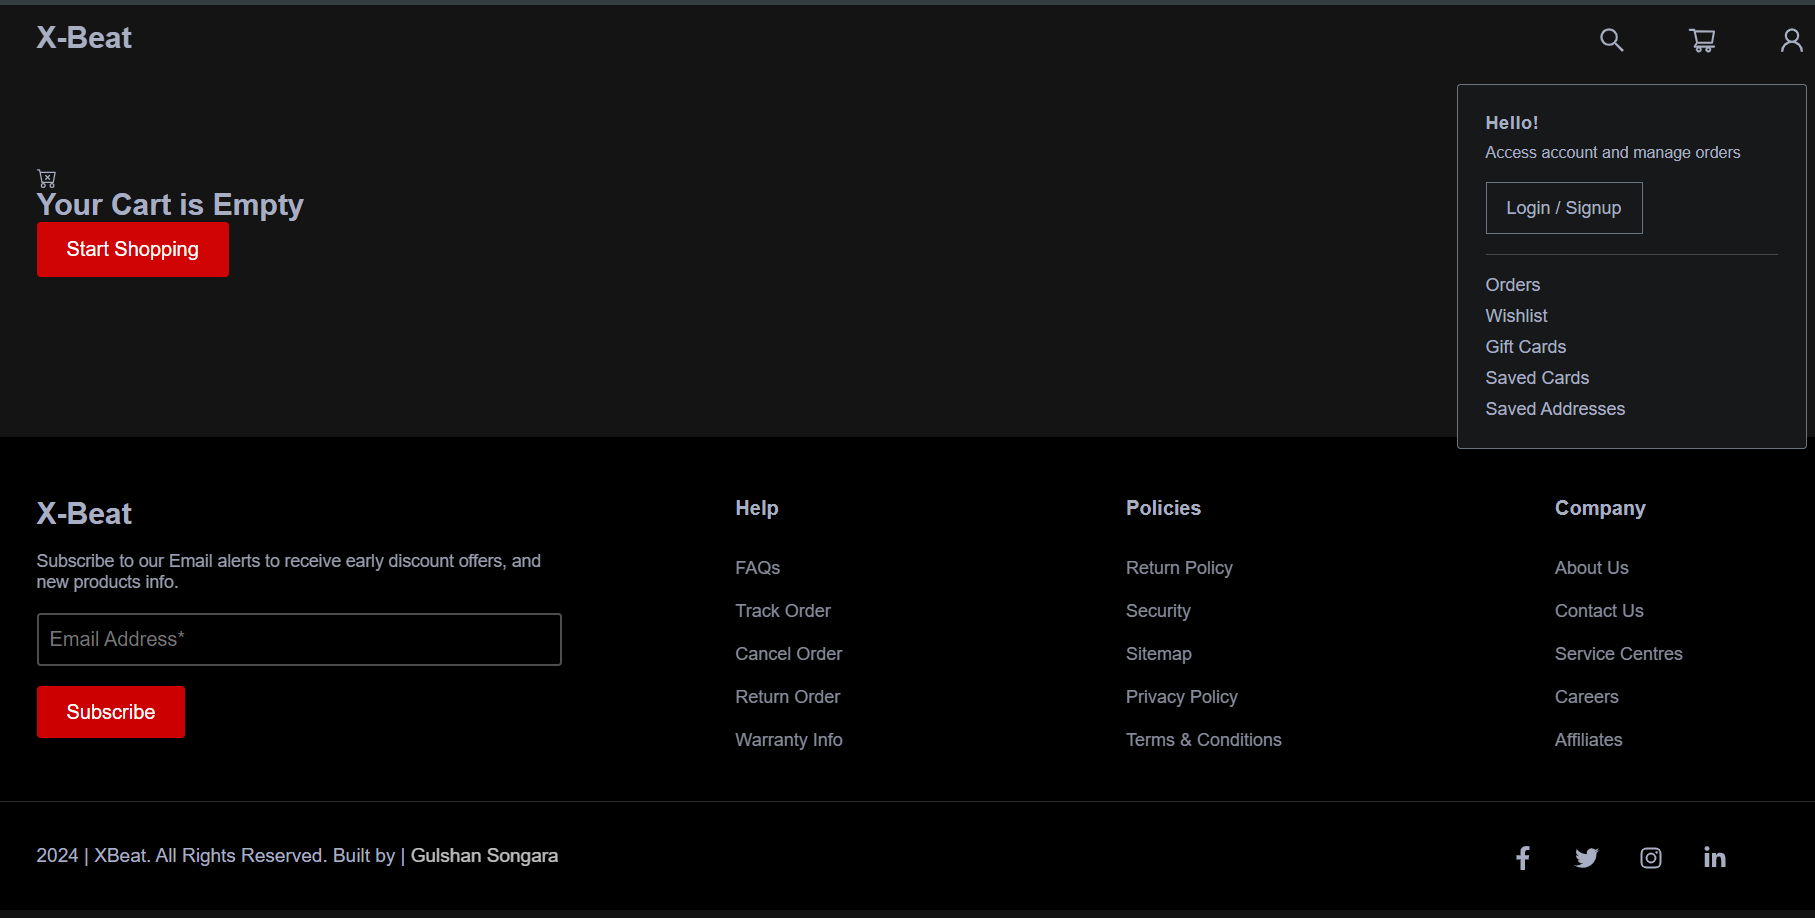 X-Beat
Hello!
Access account and manage orders
Login / Signup
Orders
Wishlist
Gift Cards
Saved Cards
Saved Addresses
Your Cart is Empty
Start Shopping
X-Beat
Subscribe to our Email alerts to receive early discount offers, and
new products info.
Email Address*
Subscribe
Help
FAQs
Track Order
Cancel Order
Return Order
Warranty Info
Policies
Return Policy
Security
Sitemap
Privacy Policy
Terms & Conditions
Company
About Us
Contact Us
Service Centres
Careers
Affiliates
2024 | XBeat. All Rights Reserved. Built by | Gulshan Songara